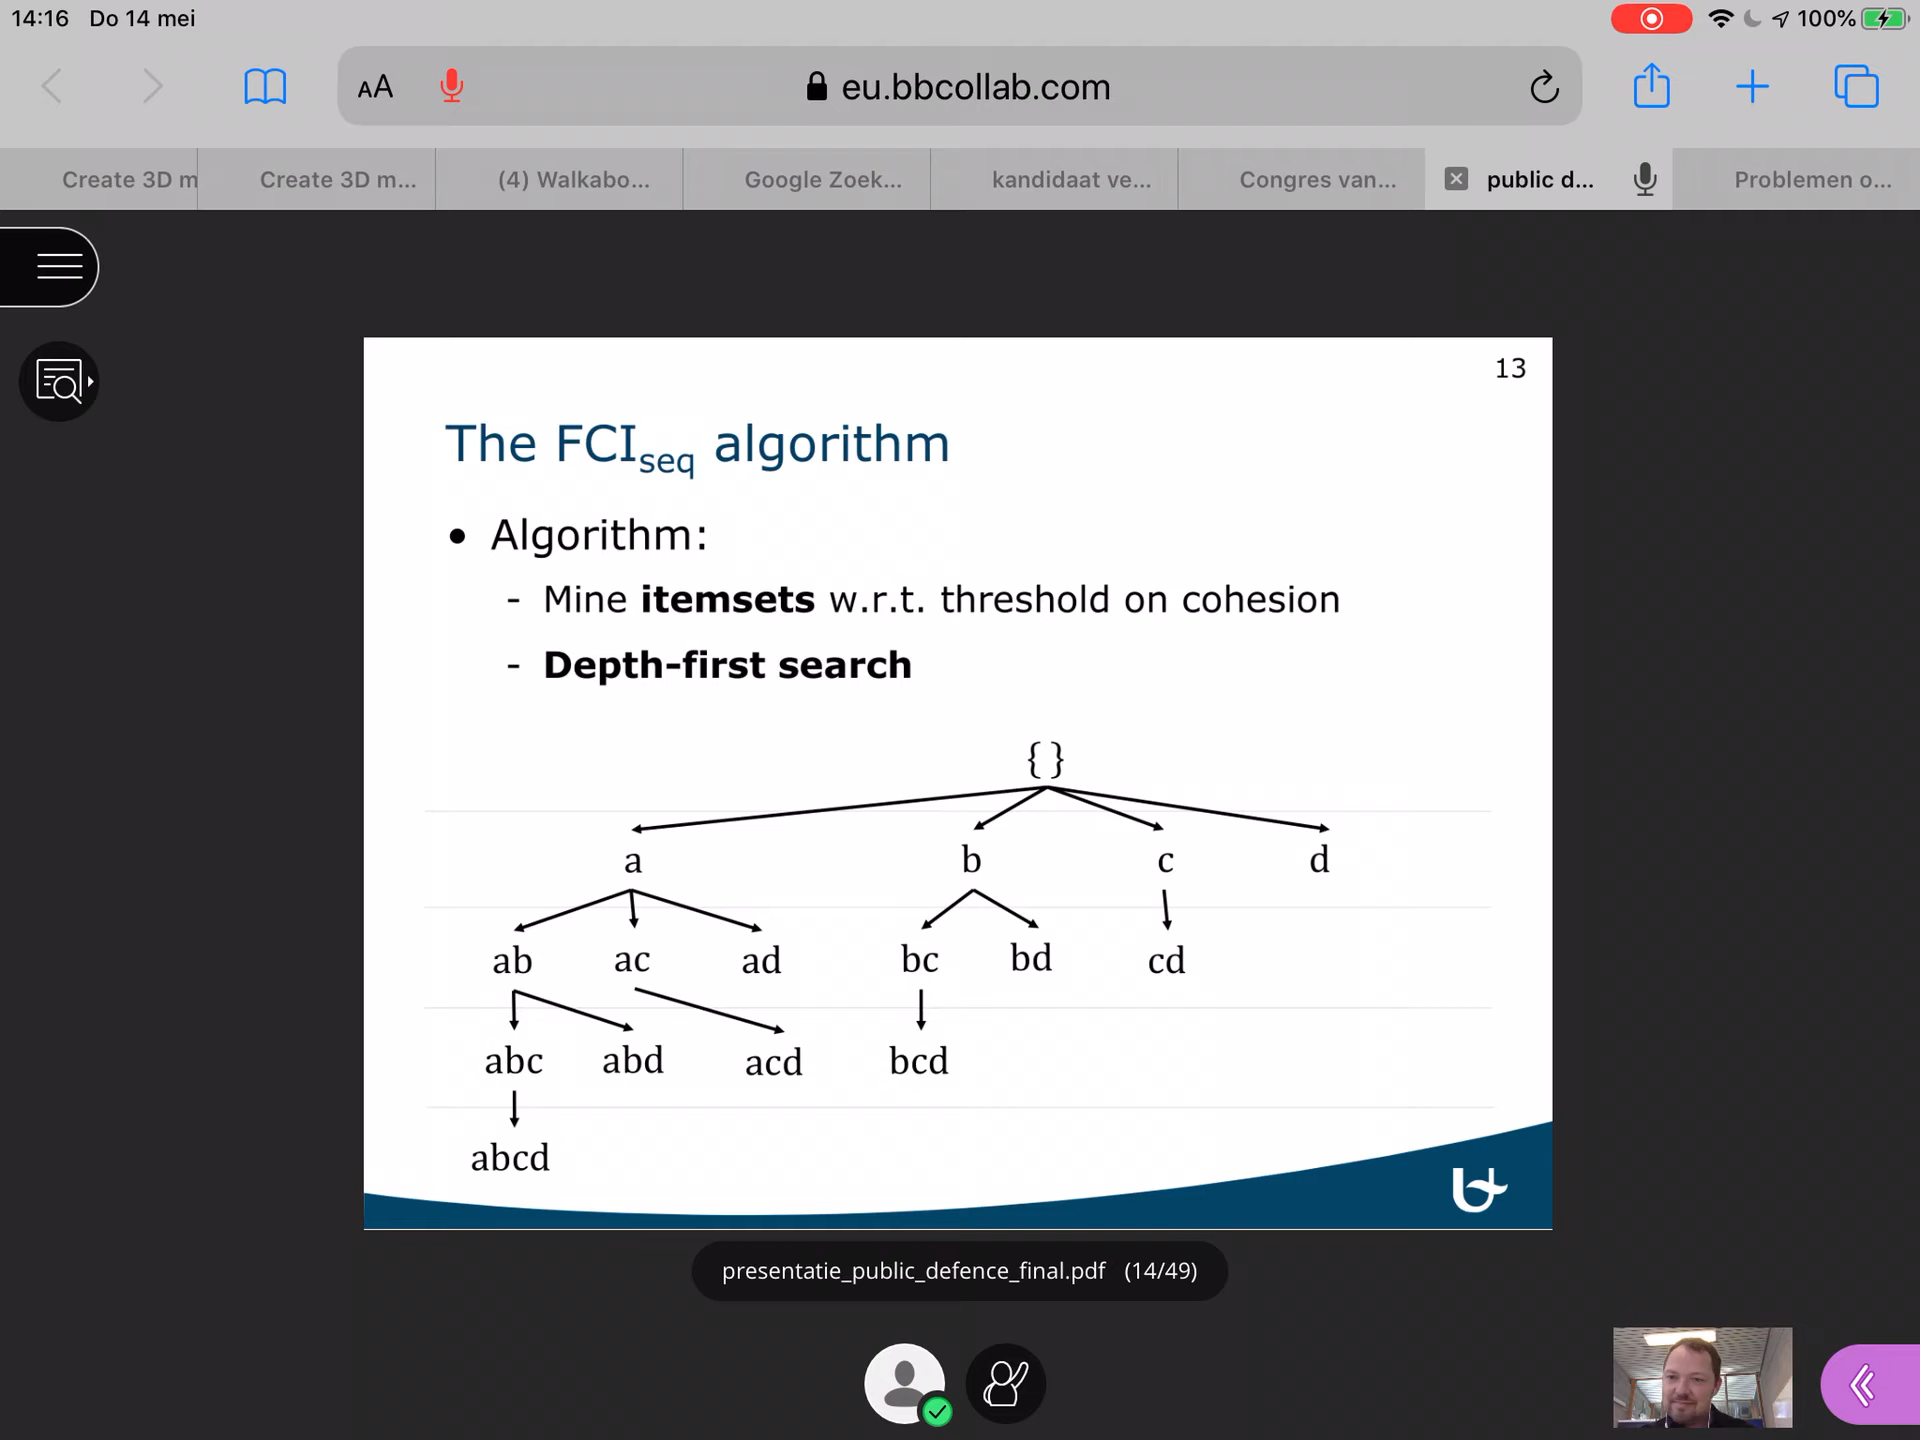 14:16 Do 14 mei 100%
AA eu.bbcollab.com
Create 3D m Create 3D m... (4) Walkabo... Google Zoek... kandidaat ve... Congres van... public d... Problemen o...
13
The FCIseq algorithm
• Algorithm:
- Mine itemsets w.r.t. threshold on cohesion
- Depth-first search
{}
a b c d
ab ac ad bc bd cd
abc abd acd bcd
abcd
presentatie_public_defence_final.pdf (14/49)